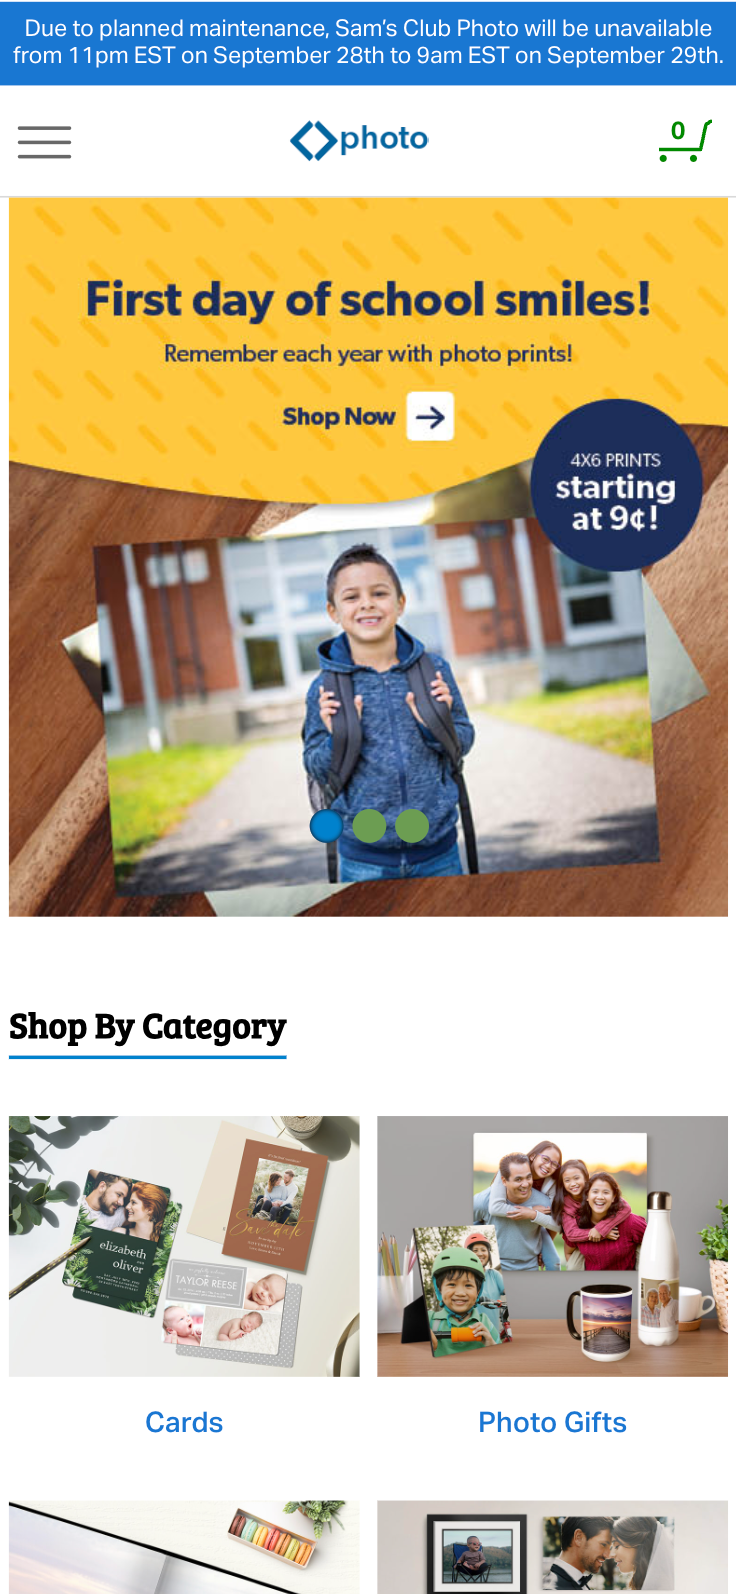 Due to planned maintenance, Sam's Club Photo will be unavailable
from 11pm EST on September 28th to 9am EST on September 29th.
photo
0
First day of school smiles!
Remember each year with photo prints!
Shop Now
4X6 PRINTS
starting
at 9¢!
Shop By Category
elizabeth
oliver
Save the date
TAYLOR REESE
Cards
Photo Gifts